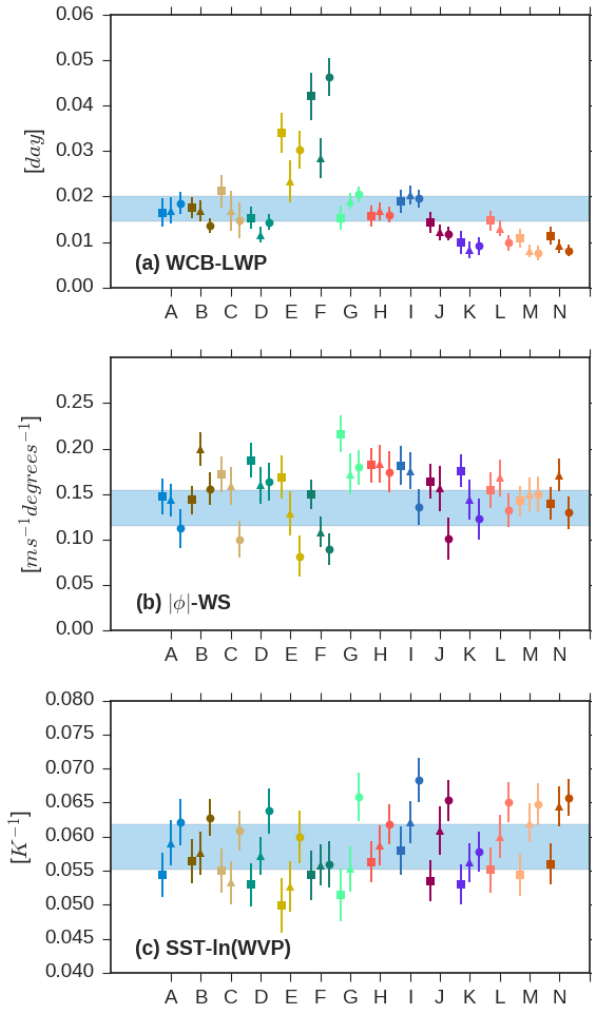 0.06
0.05
0.04
0.03
0.02
0.01
0.00
[day]
(a) WCB-LWP
A B C D E F G H I J K L M N
0.25
0.20
0.15
0.10
0.05
0.00
[ms⁻¹degrees⁻¹]
(b) |ϕ|-WS
A B C D E F G H I J K L M N
0.080
0.075
0.070
0.065
0.060
0.055
0.050
0.045
0.040
[K⁻¹]
(c) SST-ln(WVP)
A B C D E F G H I J K L M N